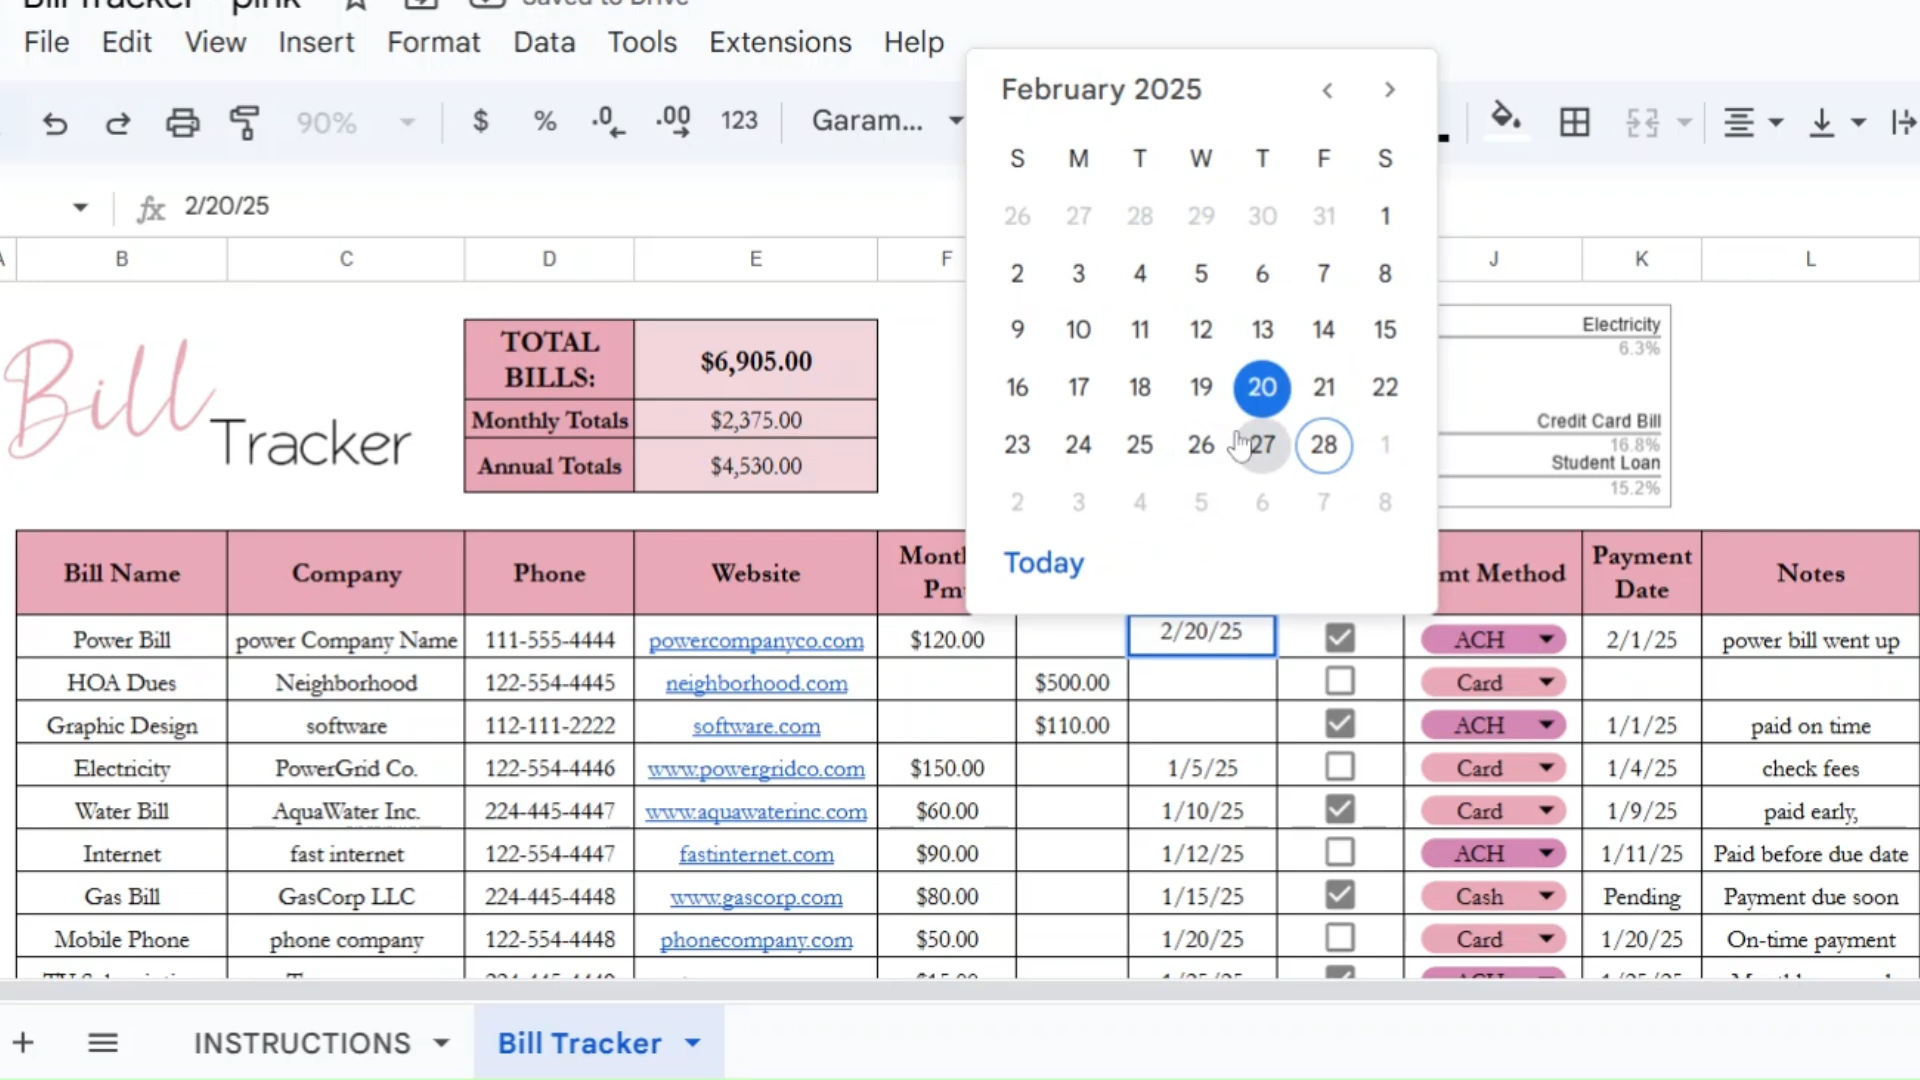 Bill Tracker pink
Saved to Drive
File Edit View Insert Format Data Tools Extensions Help
90% $ % .0 .00 123 Garam...
fx 2/20/25
A B C D E F J K L
February 2025
S M T W T F S
26 27 28 29 30 31 1
2 3 4 5 6 7 8
9 10 11 12 13 14 15
16 17 18 19 20 21 22
23 24 25 26 27 28 1
2 3 4 5 6 7 8
Today
Bill
Tracker
TOTAL
BILLS: $6,905.00
Monthly Totals $2,375.00
Annual Totals $4,530.00
Electricity
6.3%
Credit Card Bill
16.8%
Student Loan
15.2%
Bill Name Company Phone Website Month
Pm mt Method Payment
Date Notes
Power Bill power Company Name 111-555-4444 powercompanyco.com $120.00 2/20/25 ACH 2/1/25 power bill went up
HOA Dues Neighborhood 122-554-4445 neighborhood.com $500.00 Card
Graphic Design software 112-111-2222 software.com $110.00 ACH 1/1/25 paid on time
Electricity PowerGrid Co. 122-554-4446 www.powergridco.com $150.00 1/5/25 Card 1/4/25 check fees
Water Bill AquaWater Inc. 224-445-4447 www.aquawaterinc.com $60.00 1/10/25 Card 1/9/25 paid early,
Internet fast internet 122-554-4447 fastinternet.com $90.00 1/12/25 ACH 1/11/25 Paid before due date
Gas Bill GasCorp LLC 224-445-4448 www.gascorp.com $80.00 1/15/25 Cash Pending Payment due soon
Mobile Phone phone company 122-554-4448 phonecompany.com $50.00 1/20/25 Card 1/20/25 On-time payment
INSTRUCTIONS Bill Tracker